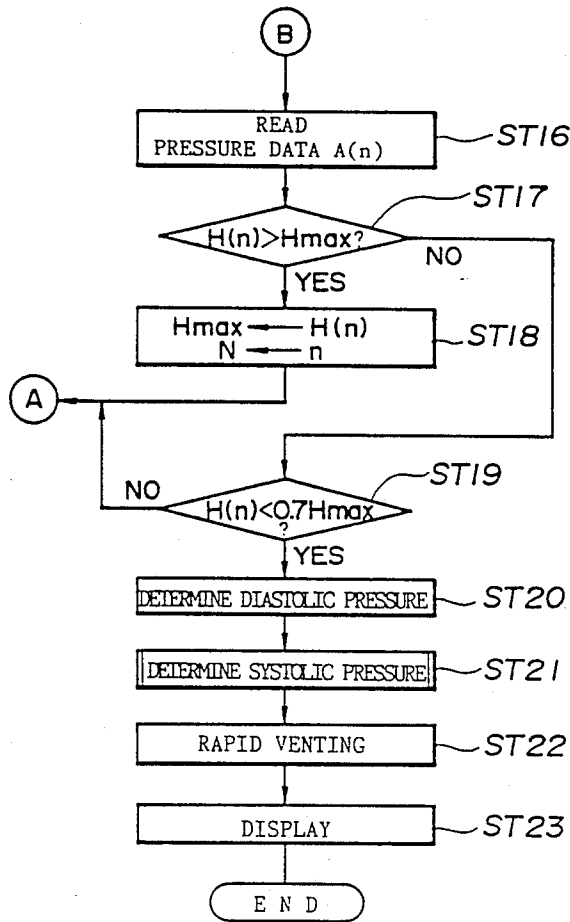 B
READ
PRESSURE DATA A(n)
ST16
H(n)>Hmax?
ST17
NO
YES
Hmax ← H(n)
N ← n
ST18
A
NO
H(n)<0.7Hmax
?
ST19
YES
DETERMINE DIASTOLIC PRESSURE
ST20
DETERMINE SYSTOLIC PRESSURE
ST21
RAPID VENTING
ST22
DISPLAY
ST23
END